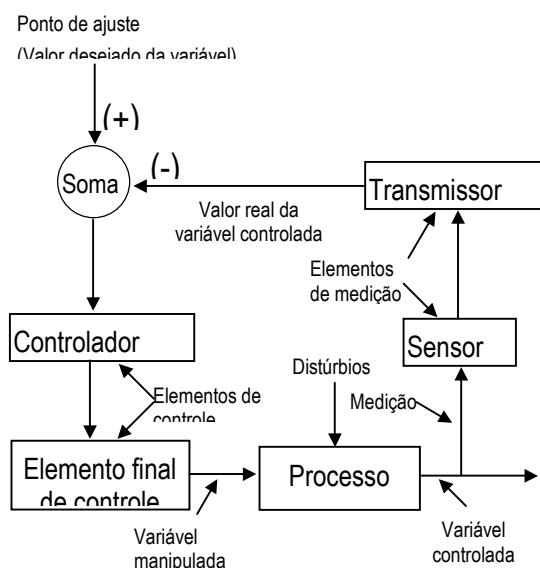 Ponto de ajuste
(Valor desejado da variável)
(+)
(-)
Soma
Transmissor
Valor real da
variável controlada
Elementos
de medição
Controlador
Sensor
Distúrbios
Elementos de
controle
Medição
Elemento final
de controle
Processo
Variável
manipulada
Variável
controlada